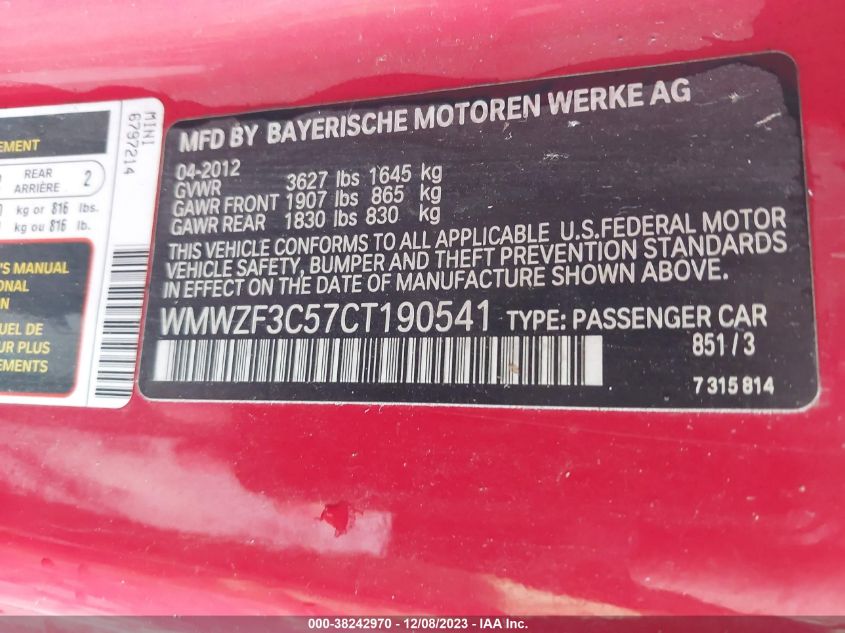 EMENT
REAR
ARRIÈRE
2
kg or 816 lbs.
kg ou 816 lb.
'S MANUAL
ONAL
ON
UEL DE
UR PLUS
EMENTS
MINI
6797214
MFD BY BAYERISCHE MOTOREN WERKE AG
04-2012
GVWR 3627 lbs 1645 kg
GAWR FRONT 1907 lbs 865 kg
GAWR REAR 1830 lbs 830 kg
THIS VEHICLE CONFORMS TO ALL APPLICABLE U.S.FEDERAL MOTOR
VEHICLE SAFETY, BUMPER AND THEFT PREVENTION STANDARDS
IN EFFECT ON THE DATE OF MANUFACTURE SHOWN ABOVE.
WMWZF3C57CT190541 TYPE: PASSENGER CAR
851/3
7 315 814
000-38242970 - 12/08/2023 - IAA Inc.